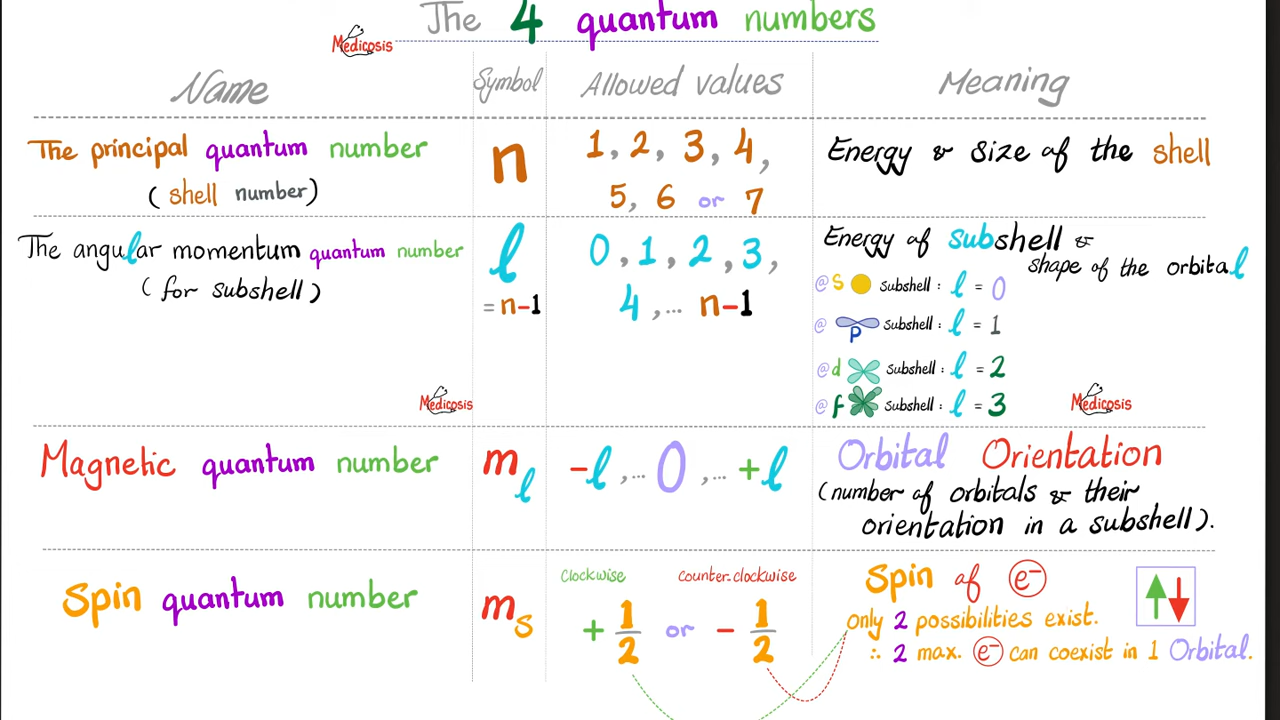 The 4 quantum numbers
Medicosis
Name
Symbol
Allowed values
Meaning
The principal quantum number
(shell number)
n
1, 2, 3, 4,
5, 6 or 7
Energy & size of the shell
The angular momentum quantum number
(for subshell)
l
= n-1
0, 1, 2, 3,
4, ... n-1
Energy of subshell &
shape of the orbital
@ s subshell: l = 0
@ p subshell: l = 1
@ d subshell: l = 2
@ f subshell: l = 3
Medicosis
Medicosis
Magnetic quantum number
ml
-l, ... 0, ... +l
Orbital Orientation
(number of orbitals & their
orientation in a subshell).
Spin quantum number
ms
Clockwise
Counter-clockwise
+ 1/2 or - 1/2
Spin of e-
only 2 possibilities exist.
∴ 2 max. e- can coexist in 1 Orbital.